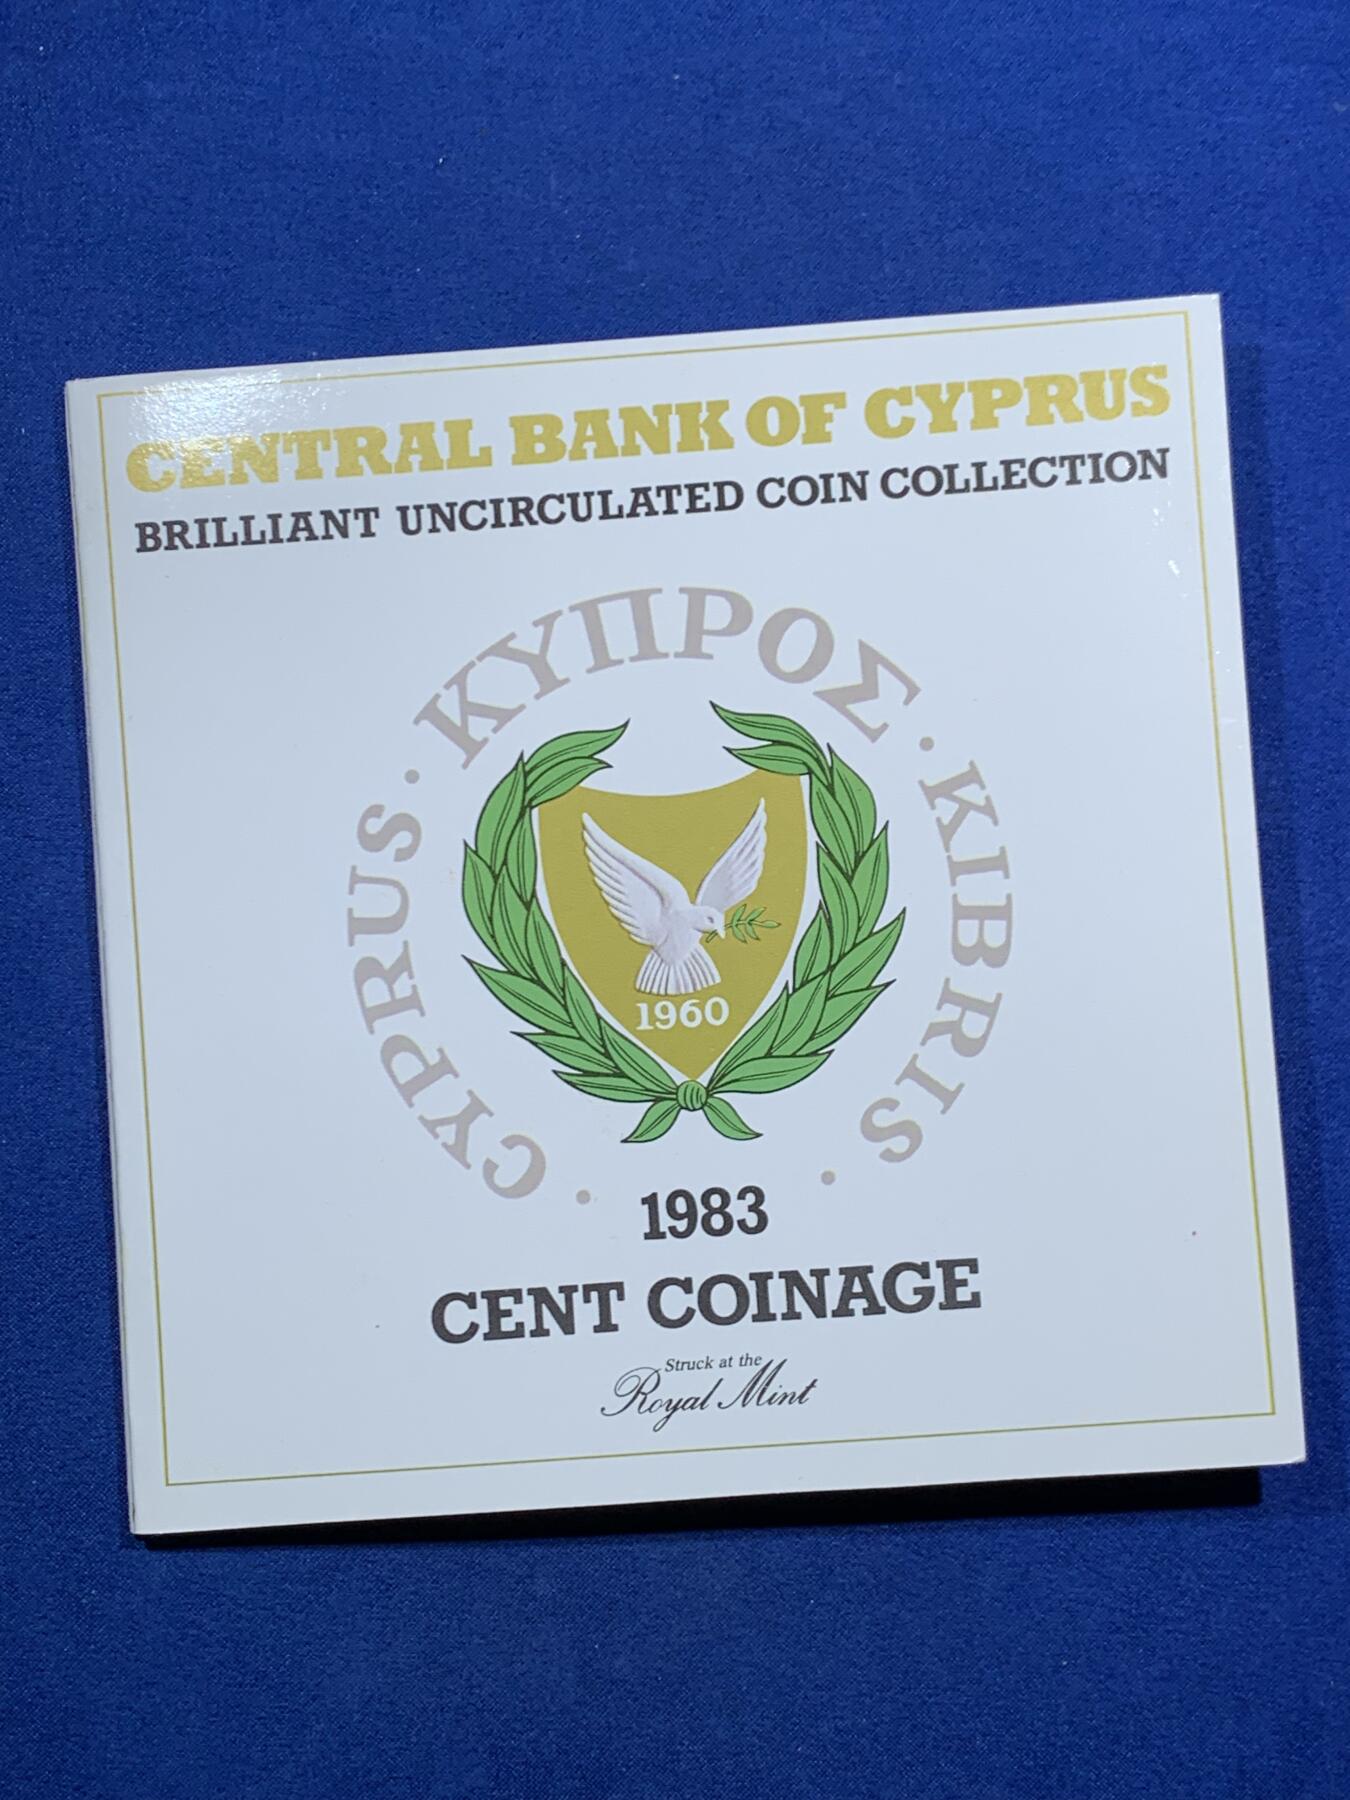 CENTRAL BANK OF CYPRUS
BRILLIANT UNCIRCULATED COIN COLLECTION
CYPRUS · ΚΥΠΡΟΣ · KIBRIS
1960
1983
CENT COINAGE
Struck at the
Royal Mint